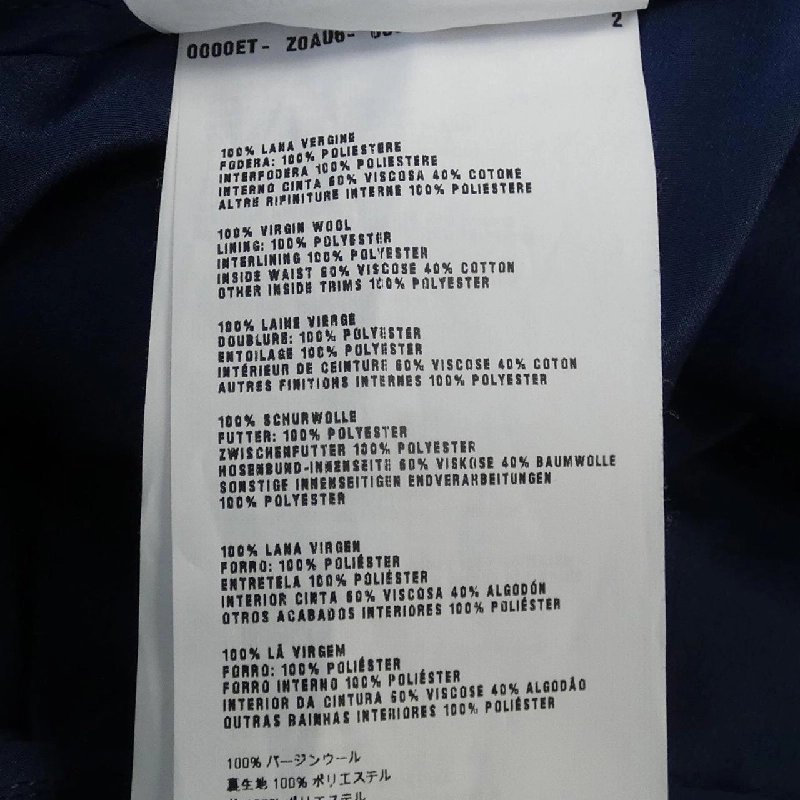 0000ET- Z0AU6-
2
100% LANA VERGINE
FODERA: 100% POLIESTERE
INTERFODERA 100% POLIESTERE
INTERNO CINTA 60% VISCOSA 40% COTONE
ALTRE RIFINITURE INTERNE 100% POLIESTERE
100% VIRGIN WOOL
LINING: 100% POLYESTER
INTERLINING 100% POLYESTER
INSIDE WAIST 60% VISCOSE 40% COTTON
OTHER INSIDE TRIMS 100% POLYESTER
100% LAINE VIERGE
DOUBLURE: 100% POLYESTER
ENTOILAGE 100% POLYESTER
INTÉRIEUR DE CEINTURE 60% VISCOSE 40% COTON
AUTRES FINITIONS INTERNES 100% POLYESTER
100% SCHURWOLLE
FUTTER: 100% POLYESTER
ZWISCHENFUTTER 100% POLYESTER
HOSENBUND-INNENSEITE 60% VISKOSE 40% BAUMWOLLE
SONSTIGE INNENSEITIGEN ENDVERARBEITUNGEN
100% POLYESTER
100% LANA VIRGEN
FORRO: 100% POLIÉSTER
ENTRETELA 100% POLIÉSTER
INTERIOR CINTA 60% VISCOSA 40% ALGODÓN
OTROS ACABADOS INTERIORES 100% POLIÉSTER
100% LÃ VIRGEM
FORRO: 100% POLIÉSTER
FORRO INTERNO 100% POLIÉSTER
INTERIOR DA CINTURA 60% VISCOSE 40% ALGODÃO
OUTRAS BAINHAS INTERIORES 100% POLIÉSTER
100% バージンウール
裏生地 100% ポリエステル
ポリエステル